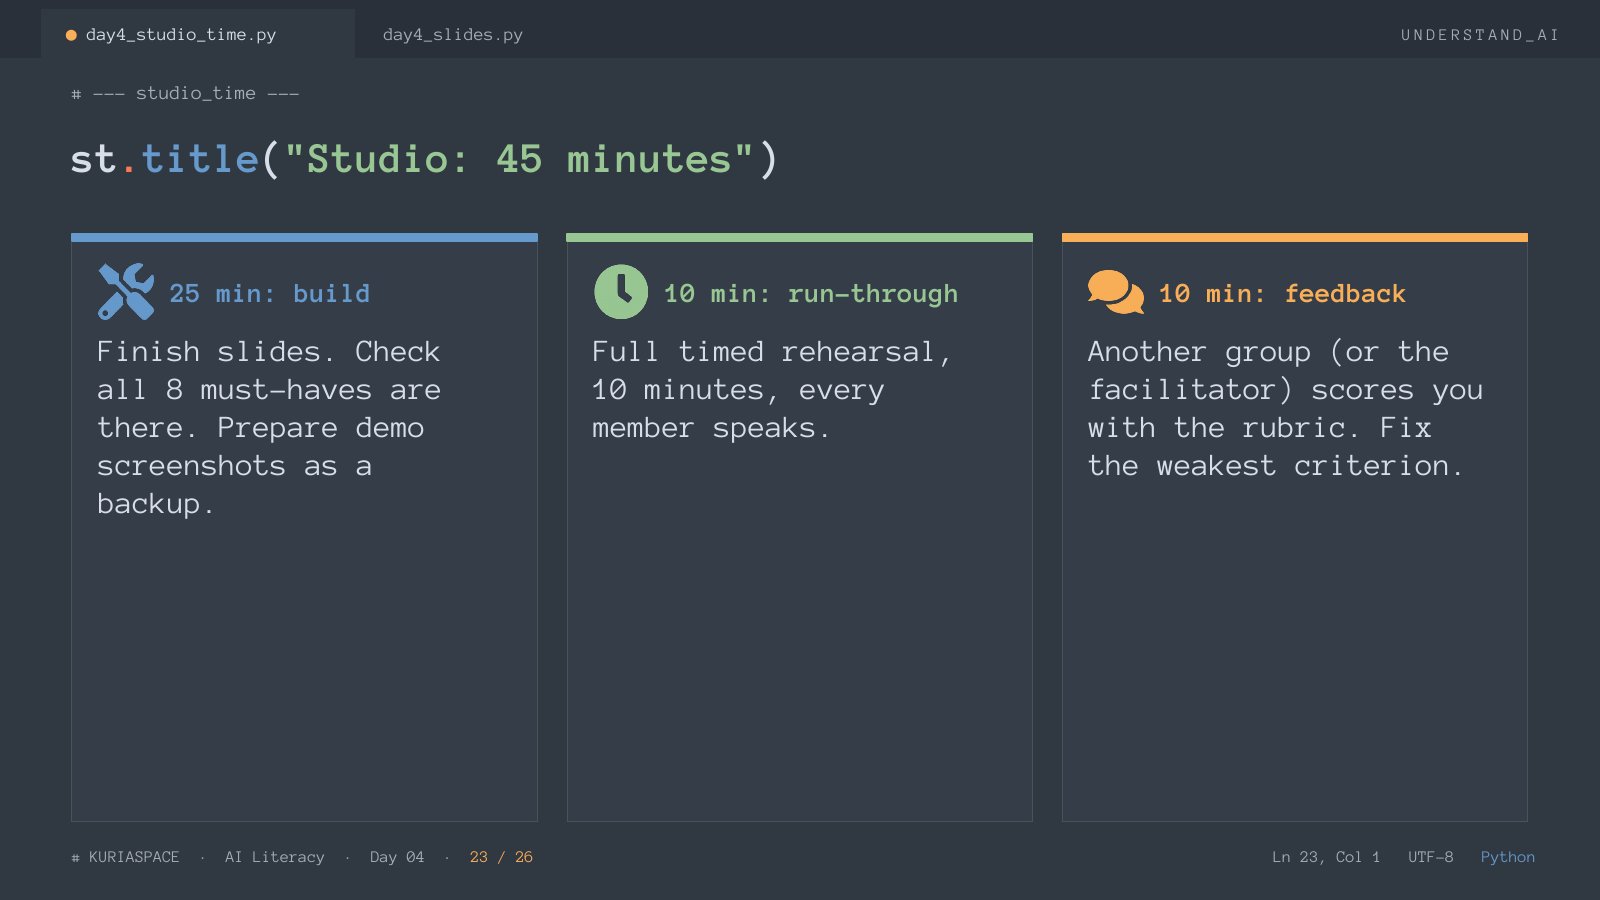 day4_studio_time.py
day4_slides.py
UNDERSTAND_AI
# --- studio_time ---
st.title("Studio: 45 minutes")
25 min: build
Finish slides. Check
all 8 must-haves are
there. Prepare demo
screenshots as a
backup.
10 min: run-through
Full timed rehearsal,
10 minutes, every
member speaks.
10 min: feedback
Another group (or the
facilitator) scores you
with the rubric. Fix
the weakest criterion.
# KURIASPACE · AI Literacy · Day 04 · 23 / 26
Ln 23, Col 1 UTF-8 Python